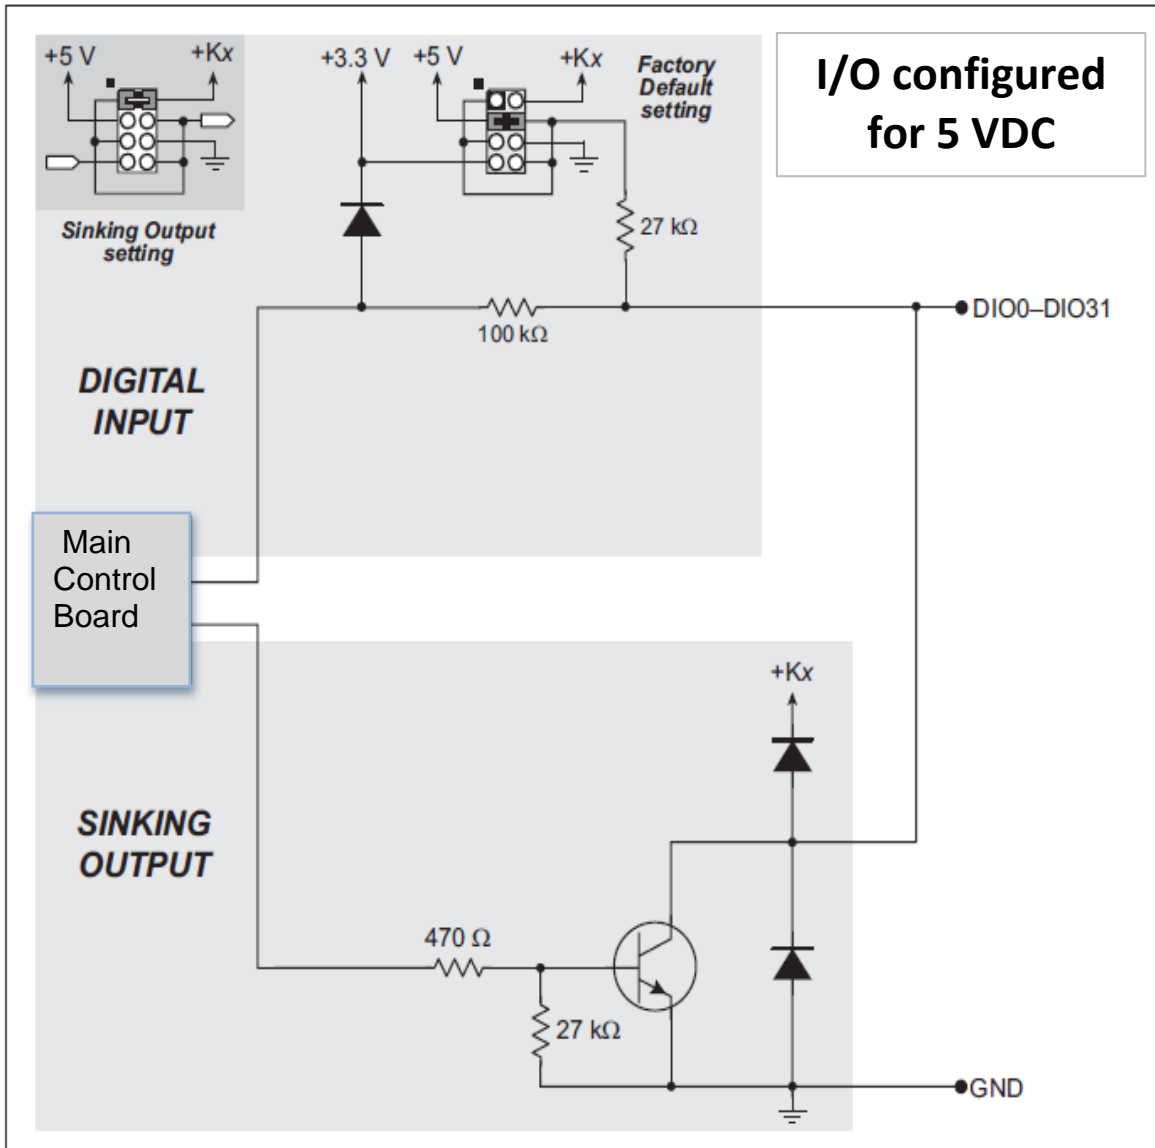 +5 V
+Kx
+3.3 V
+5 V
+Kx
Factory
Default
setting
I/O configured
for 5 VDC
Sinking Output
setting
27 kΩ
100 kΩ
DIO0–DIO31
DIGITAL
INPUT
Main
Control
Board
+Kx
SINKING
OUTPUT
470 Ω
27 kΩ
GND